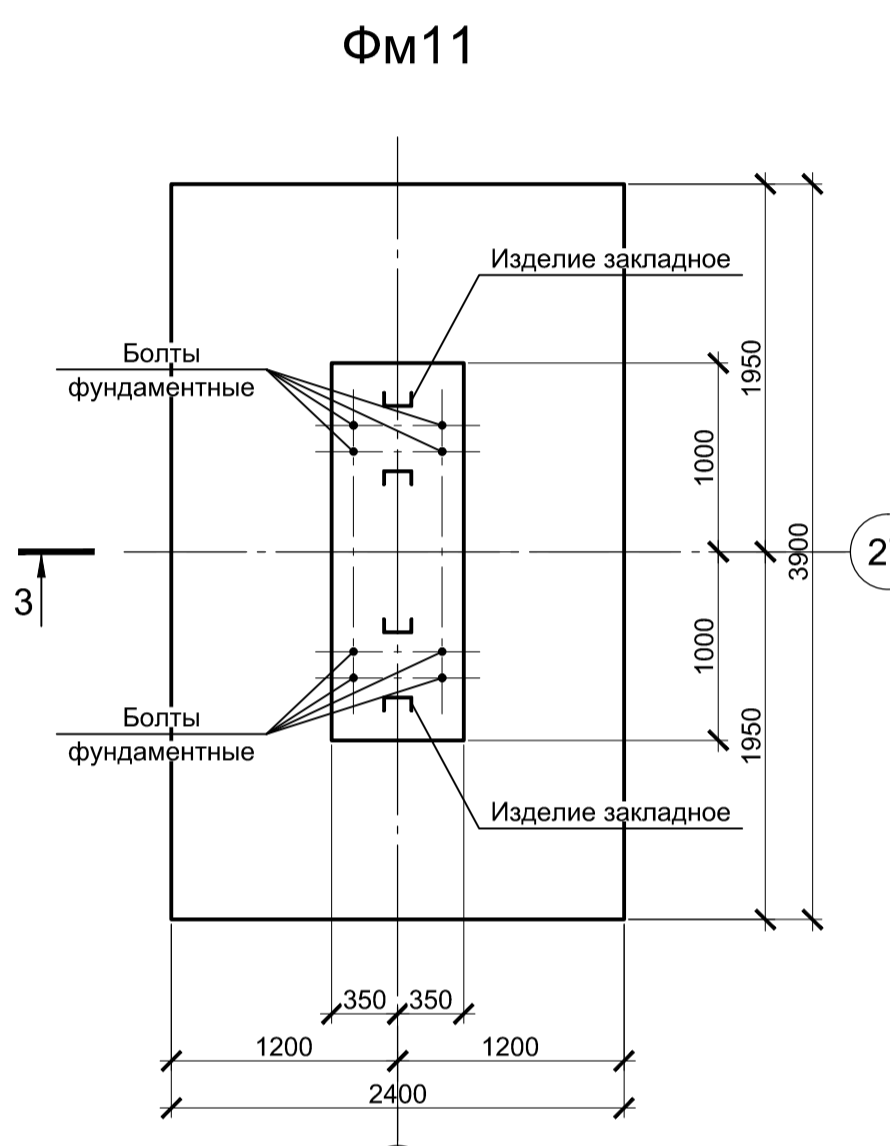 Фм11
Изделие закладное
Болты
фундаментные
1950
1000
3900
3
1000
1950
Болты
фундаментные
Изделие закладное
350 350
1200 1200
2400